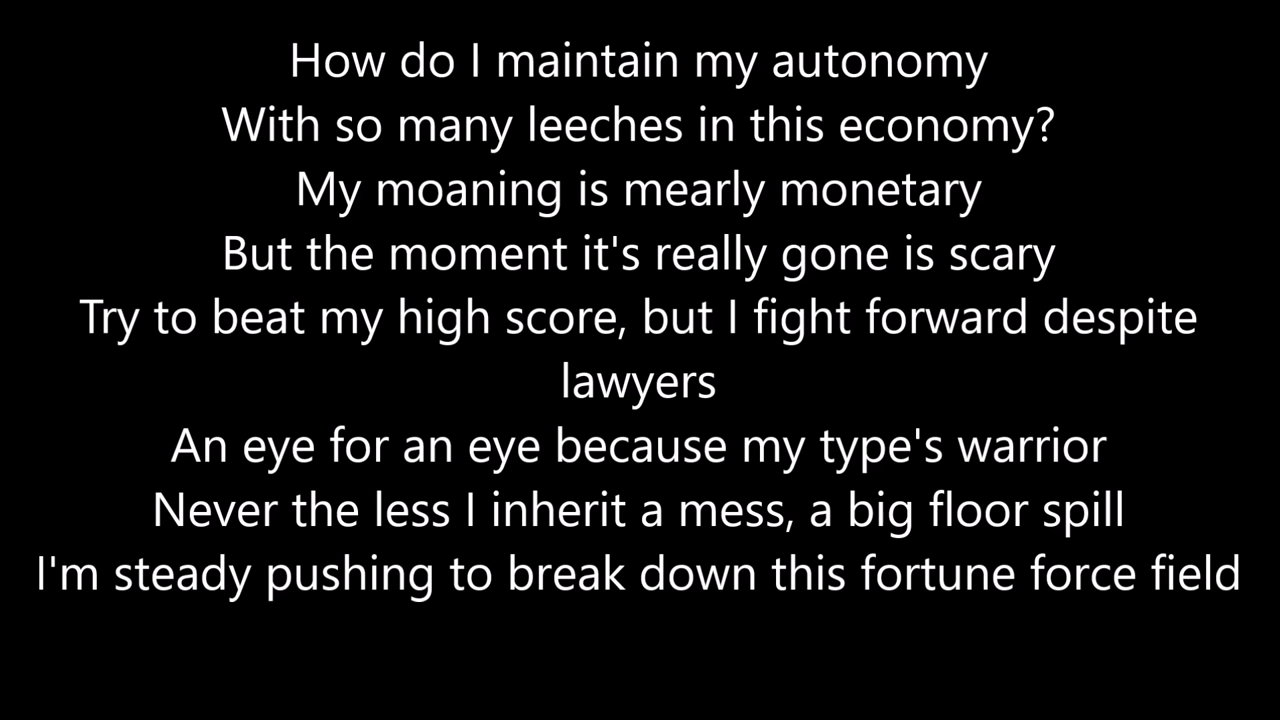 How do I maintain my autonomy
With so many leeches in this economy?
My moaning is mearly monetary
But the moment it's really gone is scary
Try to beat my high score, but I fight forward despite
lawyers
An eye for an eye because my type's warrior
Never the less I inherit a mess, a big floor spill
I'm steady pushing to break down this fortune force field